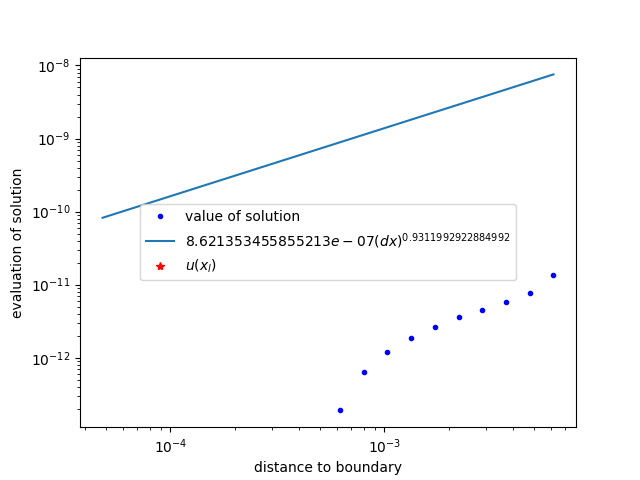 10^{-8}
10^{-9}
10^{-10}
10^{-11}
10^{-12}
evaluation of solution
value of solution
8.621353455855213e − 07(dx)^{0.9311992922884992}
u(x_l)
10^{-4}
10^{-3}
distance to boundary